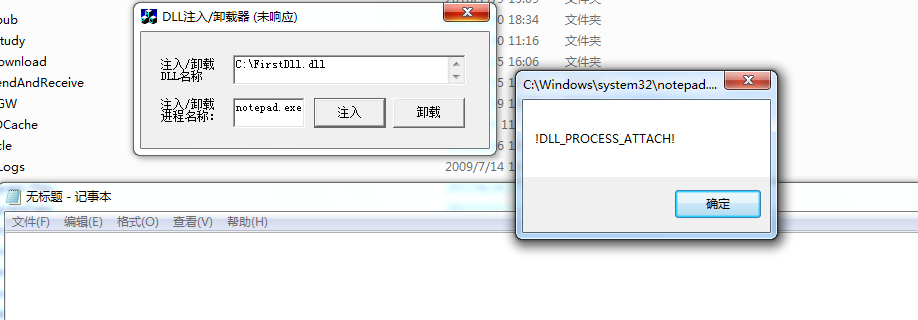 DLL注入/卸载器 (未响应)
18:34 文件夹
tudy
11:16 文件夹
注入/卸载
DLL名称
C:\FirstDll.dll
ownload
16:06 文件夹
endAndReceive
C:\Windows\system32\notepad....
GW
注入/卸载
进程名称:
notepad.exe
注入
卸载
!DLL_PROCESS_ATTACH!
Cache
cle
Logs
2009/7/14
确定
无标题 - 记事本
文件(F) 编辑(E) 格式(O) 查看(V) 帮助(H)